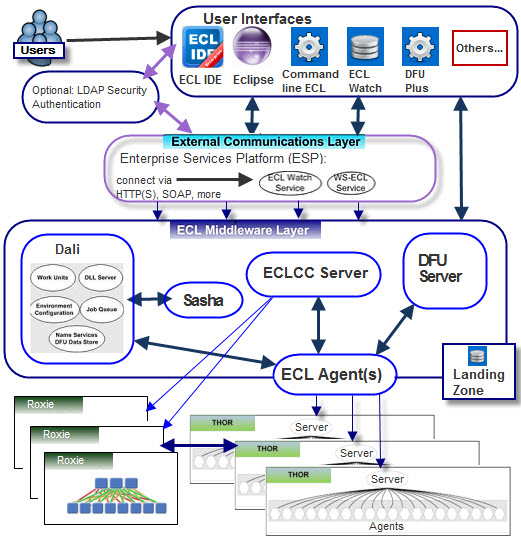 User Interfaces
Users
ECL
IDE
ECL IDE
Eclipse
Command
line ECL
ECL
Watch
DFU
Plus
Others...
Optional: LDAP Security
Authentication
External Communications Layer
Enterprise Services Platform (ESP):
connect via
HTTP(S), SOAP, more
ECL Watch
Service
WS-ECL
Service
ECL Middleware Layer
Dali
Work Units
DLL Server
Environment
Configuration
Job Queue
Name Services
DFU Data Store
Sasha
ECLCC Server
DFU
Server
ECL Agent(s)
Landing
Zone
Roxie
Roxie
Roxie
THOR
Server
THOR
Server
THOR
Server
Agents